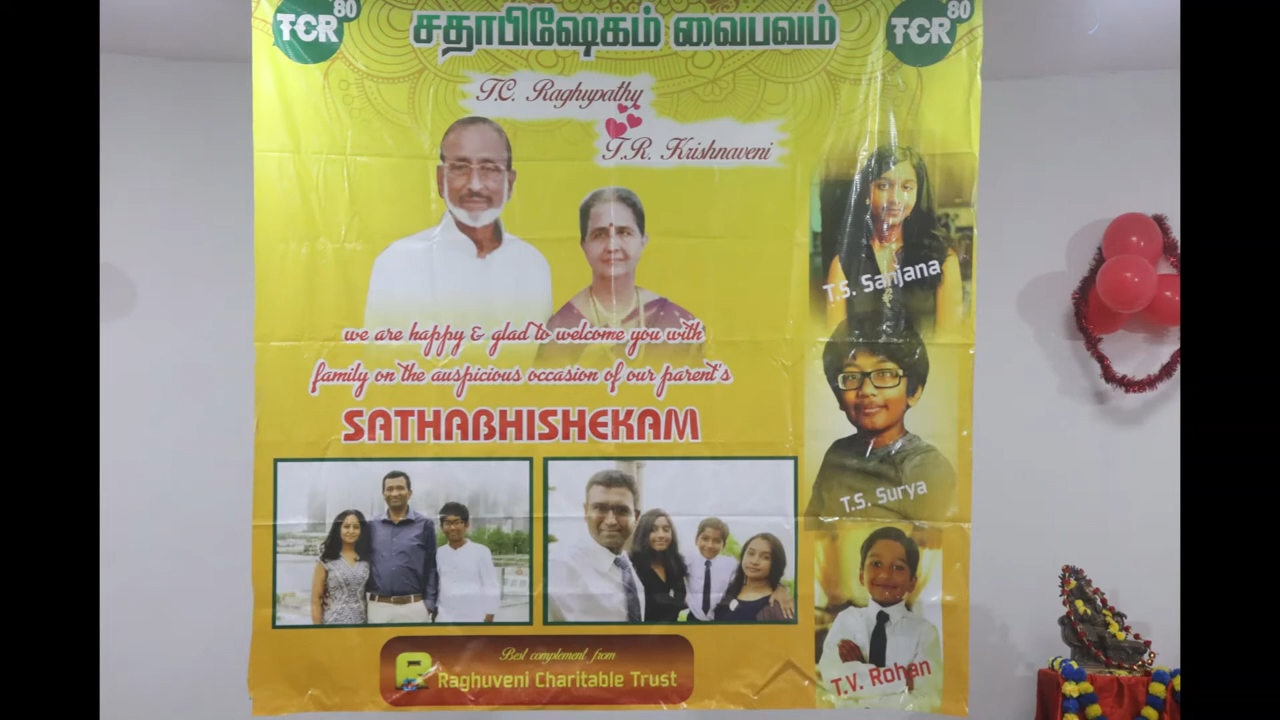 TCR 80
சதாபிஷேகம் வைபவம்
TCR 80
T.C. Raghupathy
T.R. Krishnaveni
we are happy & glad to welcome you with
family on the auspicious occasion of our parent's
SATHABHISHEKAM
T.S. Sanjana
T.S. Surya
T.V. Rohan
Best complement from
Raghuveni Charitable Trust